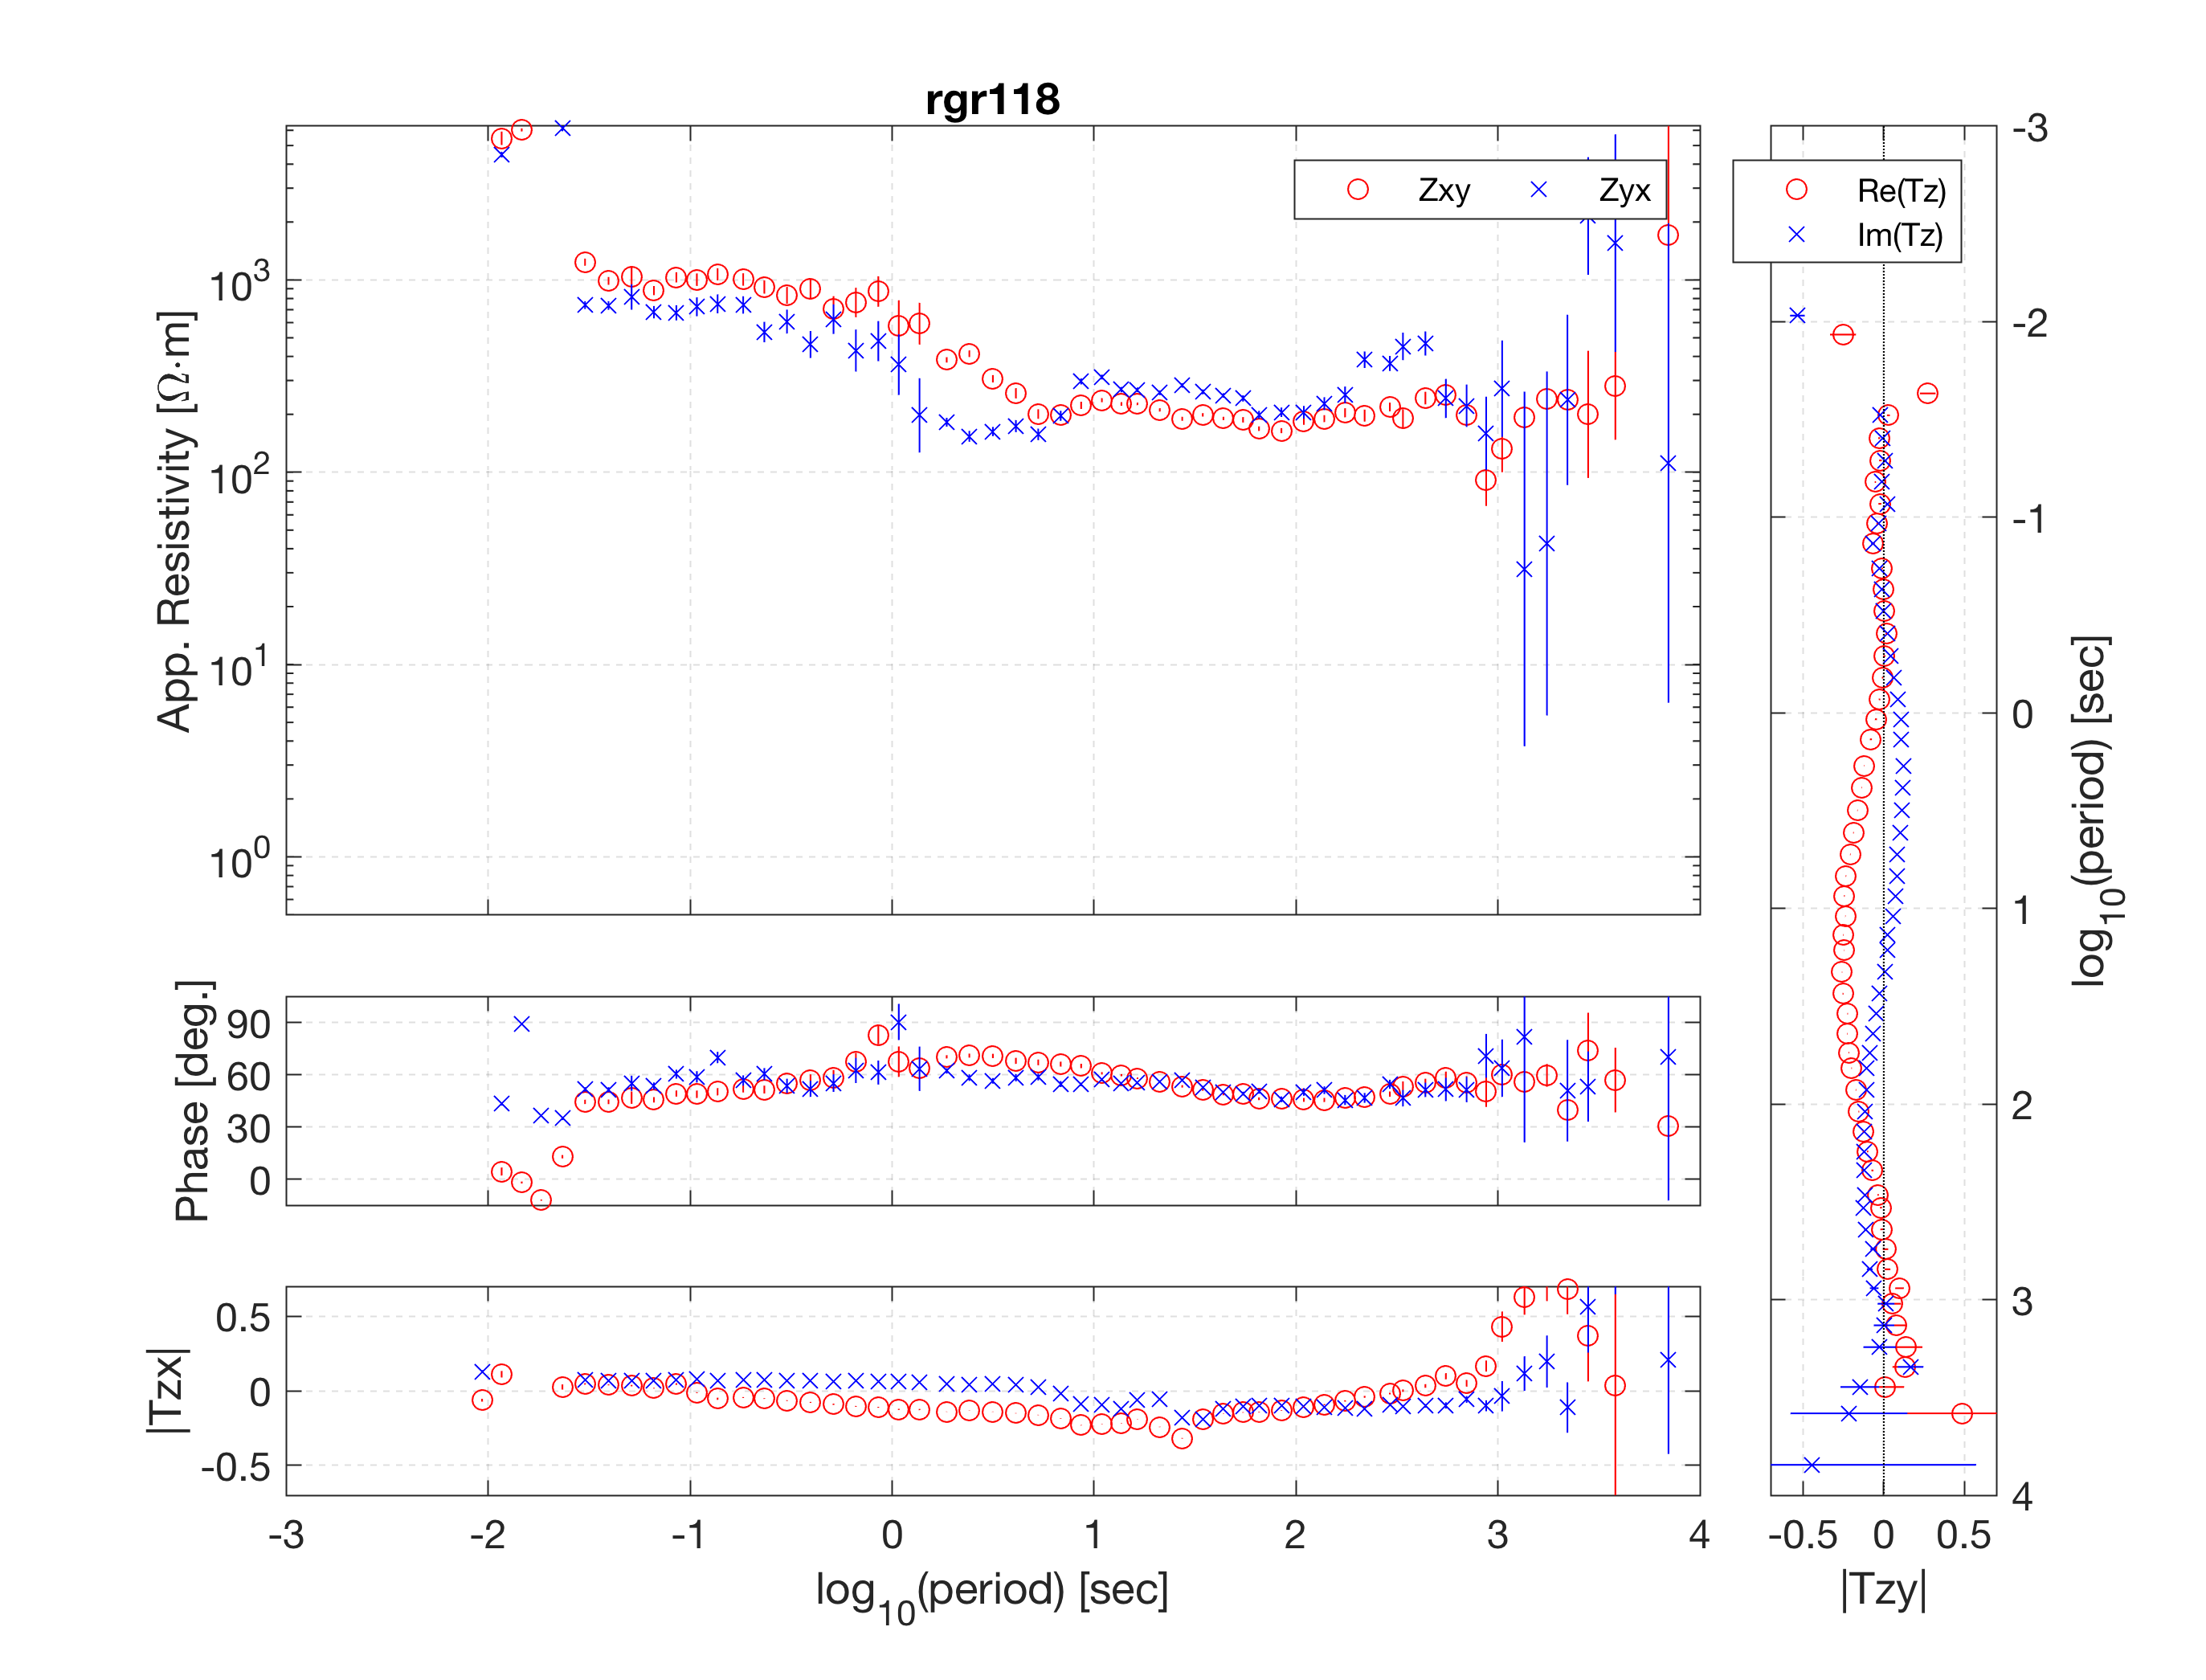 rgr118
Zxy
Zyx
Re(Tz)
Im(Tz)
App. Resistivity [Ω·m]
10³
10²
10¹
10⁰
Phase [deg.]
90
60
30
0
|Tzx|
0.5
0
-0.5
-3 -2 -1 0 1 2 3 4
log₁₀(period) [sec]
-3
-2
-1
0
1
2
3
4
log₁₀(period) [sec]
-0.5 0 0.5
|Tzy|